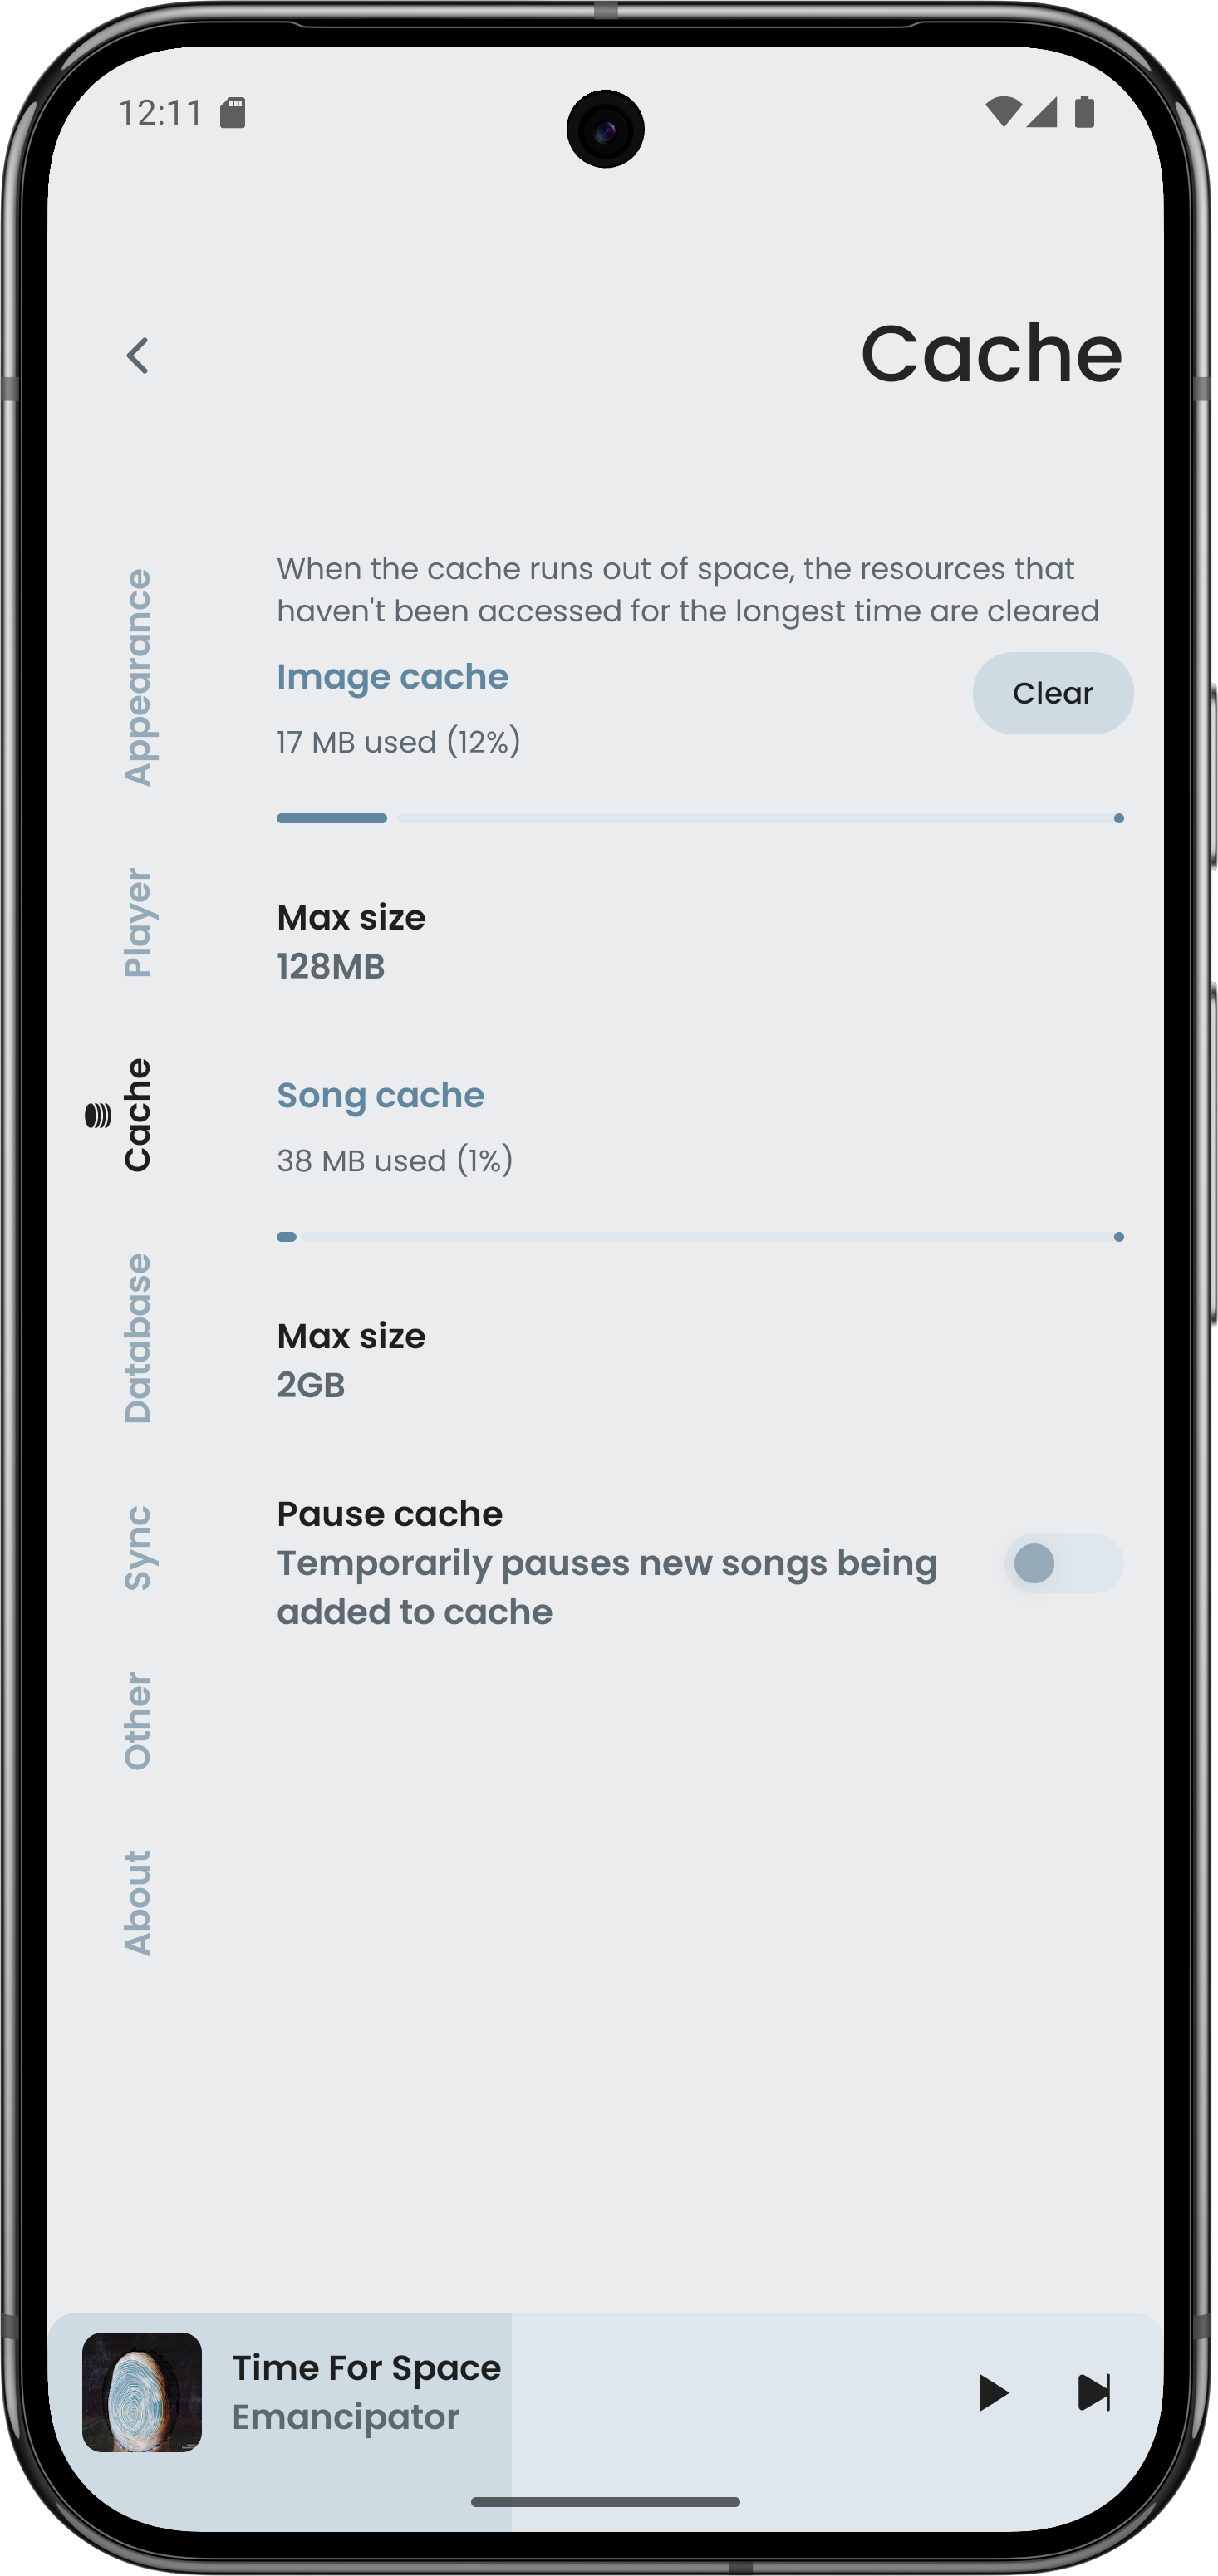 12:11
Cache
When the cache runs out of space, the resources that
haven't been accessed for the longest time are cleared
Image cache
Clear
17 MB used (12%)
Max size
128MB
Song cache
38 MB used (1%)
Max size
2GB
Pause cache
Temporarily pauses new songs being
added to cache
Appearance
Player
Cache
Database
Sync
Other
About
Time For Space
Emancipator